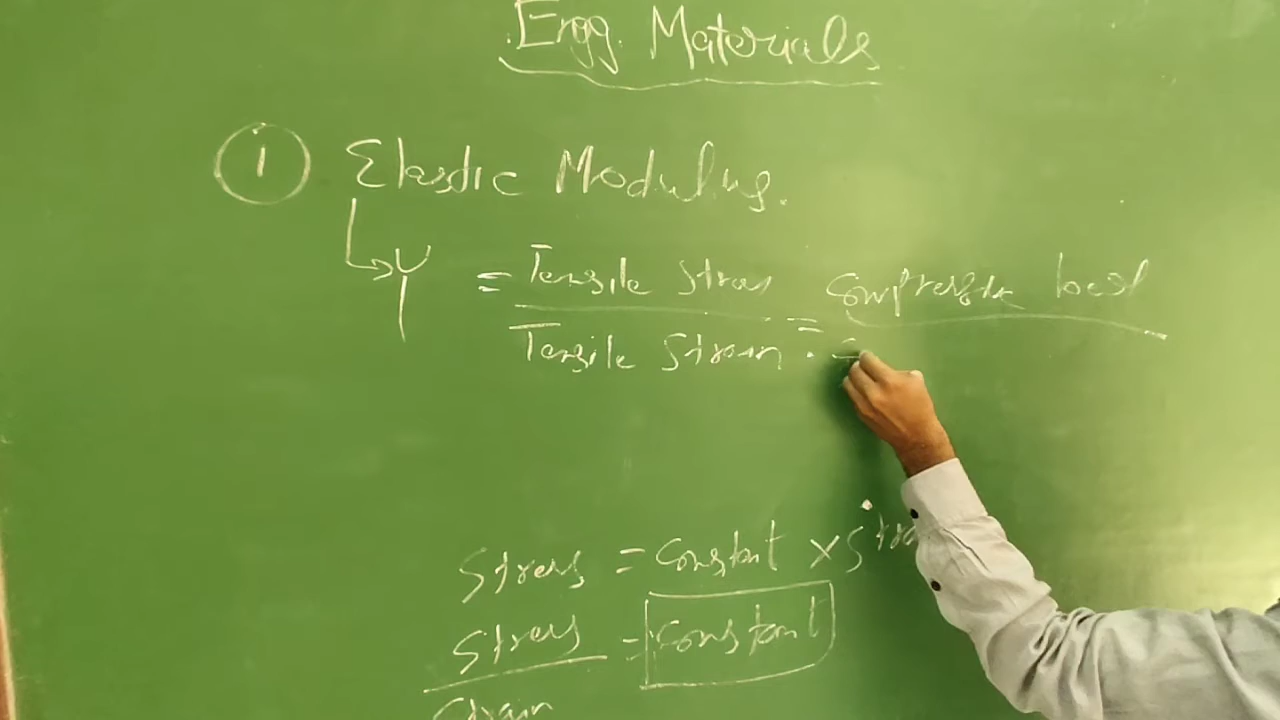 Engg. Materials
1 Elastic Modulus.
Y = Tensile Stress = Compressive load
Tensile Strain
Stress = Constant x Stra
Stress = Constant
Strain